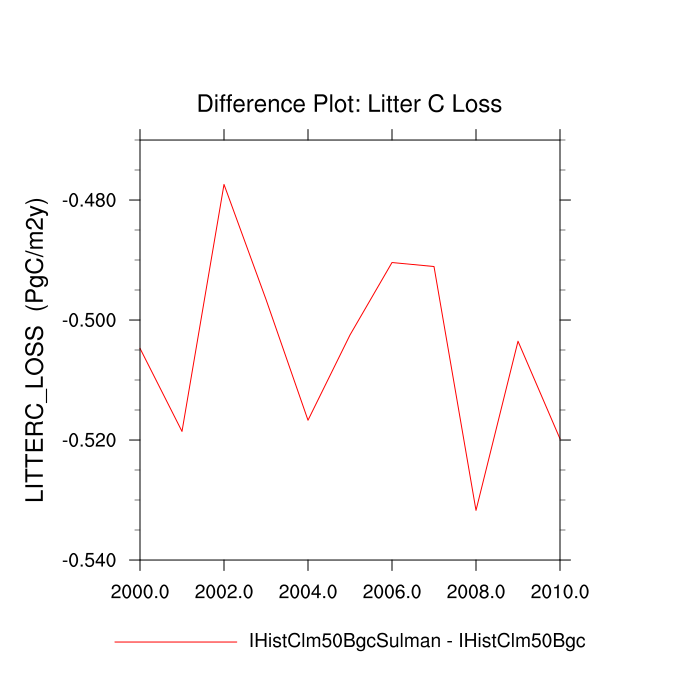 Difference Plot: Litter C Loss
LITTERC_LOSS (PgC/m2y)
-0.480
-0.500
-0.520
-0.540
2000.0 2002.0 2004.0 2006.0 2008.0 2010.0
IHistClm50BgcSulman - IHistClm50Bgc